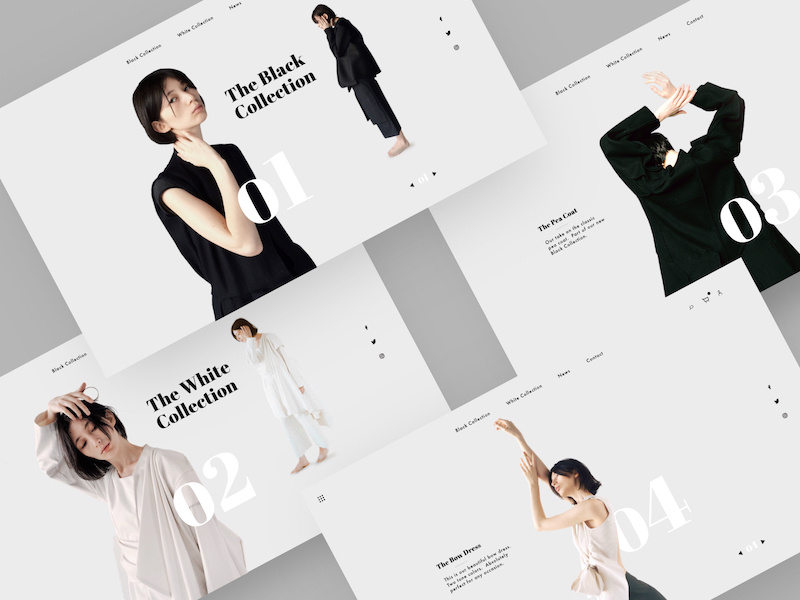 Black Collection
White Collection
News
The Black
Collection
01
01
Black Collection
White Collection
News
Contact
The Pea Coat
Our take on the classic
pea coat. Part of our new
Black Collection.
03
Black Collection
The White
Collection
02
Black Collection
White Collection
News
Contact
The Bow Dress
This is our beautiful bow dress.
Two tone colors. Absolutely
perfect for any occasion.
04
04